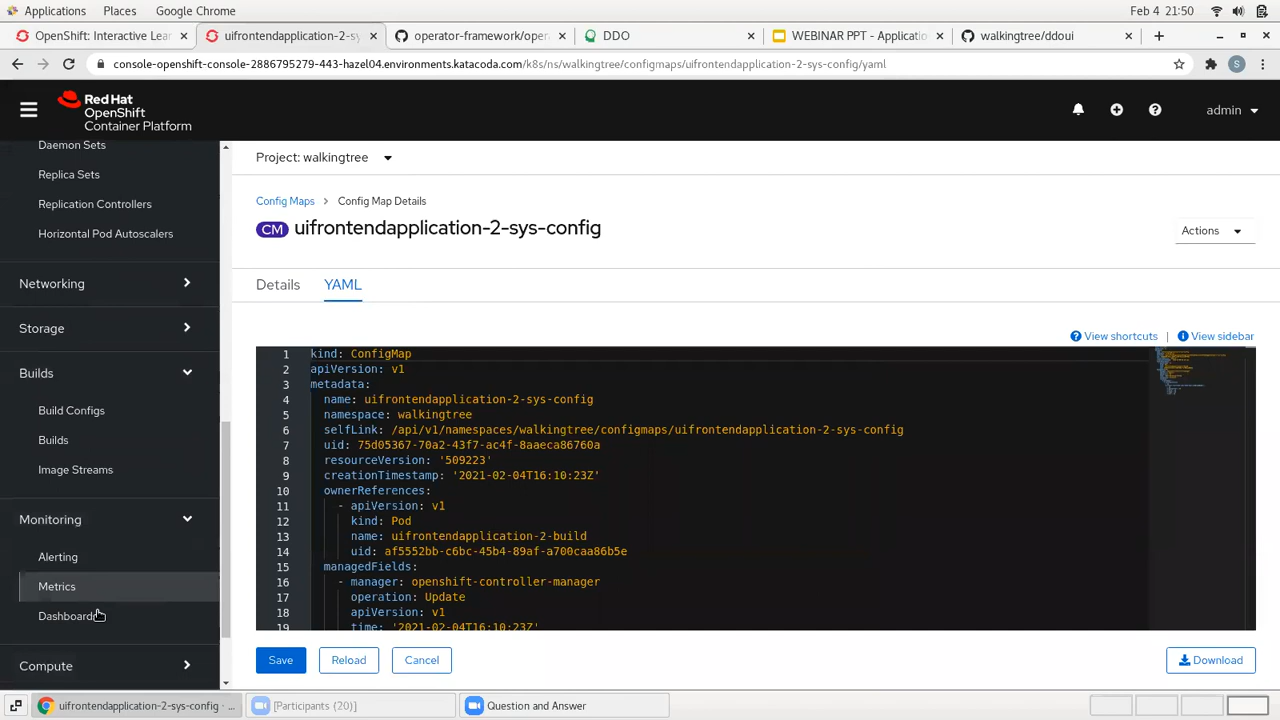 Applications Places Google Chrome Feb 4 21:50
OpenShift: Interactive Lear × uifrontendapplication-2-sy × operator-framework/oper × DDO × WEBINAR PPT - Applicatio × walkingtree/ddoui ×
console-openshift-console-2886795279-443-hazel04.environments.katacoda.com/k8s/ns/walkingtree/configmaps/uifrontendapplication-2-sys-config/yaml S
Red Hat
OpenShift
Container Platform
admin
Daemon Sets
Replica Sets
Replication Controllers
Horizontal Pod Autoscalers
Networking
Storage
Builds
Build Configs
Builds
Image Streams
Monitoring
Alerting
Metrics
Dashboards
Compute
Project: walkingtree
Config Maps > Config Map Details
CM uifrontendapplication-2-sys-config
Actions
Details YAML
View shortcuts | View sidebar
1 kind: ConfigMap
2 apiVersion: v1
3 metadata:
4 name: uifrontendapplication-2-sys-config
5 namespace: walkingtree
6 selfLink: /api/v1/namespaces/walkingtree/configmaps/uifrontendapplication-2-sys-config
7 uid: 75d05367-70a2-43f7-ac4f-8aaeca86760a
8 resourceVersion: '509223'
9 creationTimestamp: '2021-02-04T16:10:23Z'
10 ownerReferences:
11 - apiVersion: v1
12 kind: Pod
13 name: uifrontendapplication-2-build
14 uid: af5552bb-c6bc-45b4-89af-a700caa86b5e
15 managedFields:
16 - manager: openshift-controller-manager
17 operation: Update
18 apiVersion: v1
19 time: '2021-02-04T16:10:23Z'
Save Reload Cancel Download
uifrontendapplication-2-sys-config - ... [Participants (20)] Question and Answer